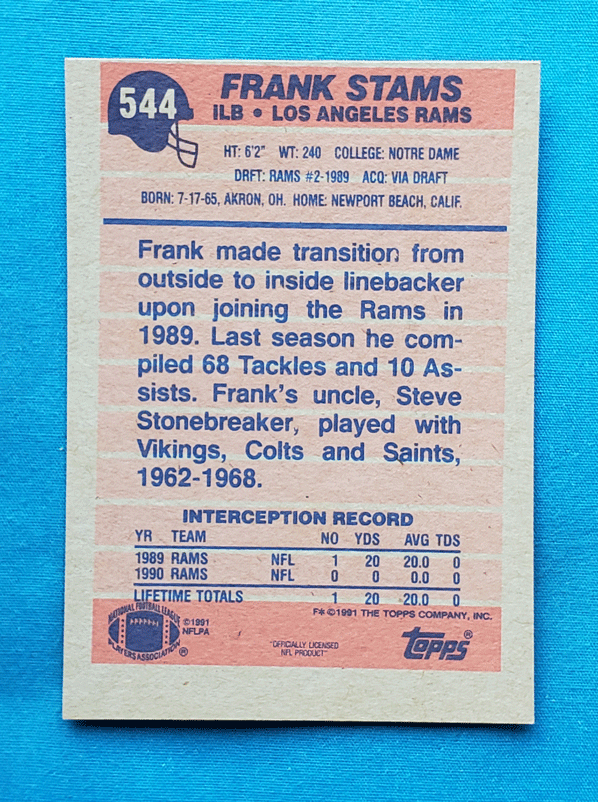 544
FRANK STAMS
ILB • LOS ANGELES RAMS
HT: 6'2" WT: 240 COLLEGE: NOTRE DAME
DRFT: RAMS #2-1989 ACQ: VIA DRAFT
BORN: 7-17-65, AKRON, OH. HOME: NEWPORT BEACH, CALIF.
Frank made transition from
outside to inside linebacker
upon joining the Rams in
1989. Last season he com-
piled 68 Tackles and 10 As-
sists. Frank's uncle, Steve
Stonebreaker, played with
Vikings, Colts and Saints,
1962-1968.
INTERCEPTION RECORD
YR TEAM NO YDS AVG TDS
1989 RAMS NFL 1 20 20.0 0
1990 RAMS NFL 0 0 0.0 0
LIFETIME TOTALS 1 20 20.0 0
F* ©1991 THE TOPPS COMPANY, INC.
NATIONAL FOOTBALL LEAGUE
PLAYERS ASSOCIATION ®
©1991
NFLPA
"OFFICIALLY LICENSED
NFL PRODUCT"
TOPPS®